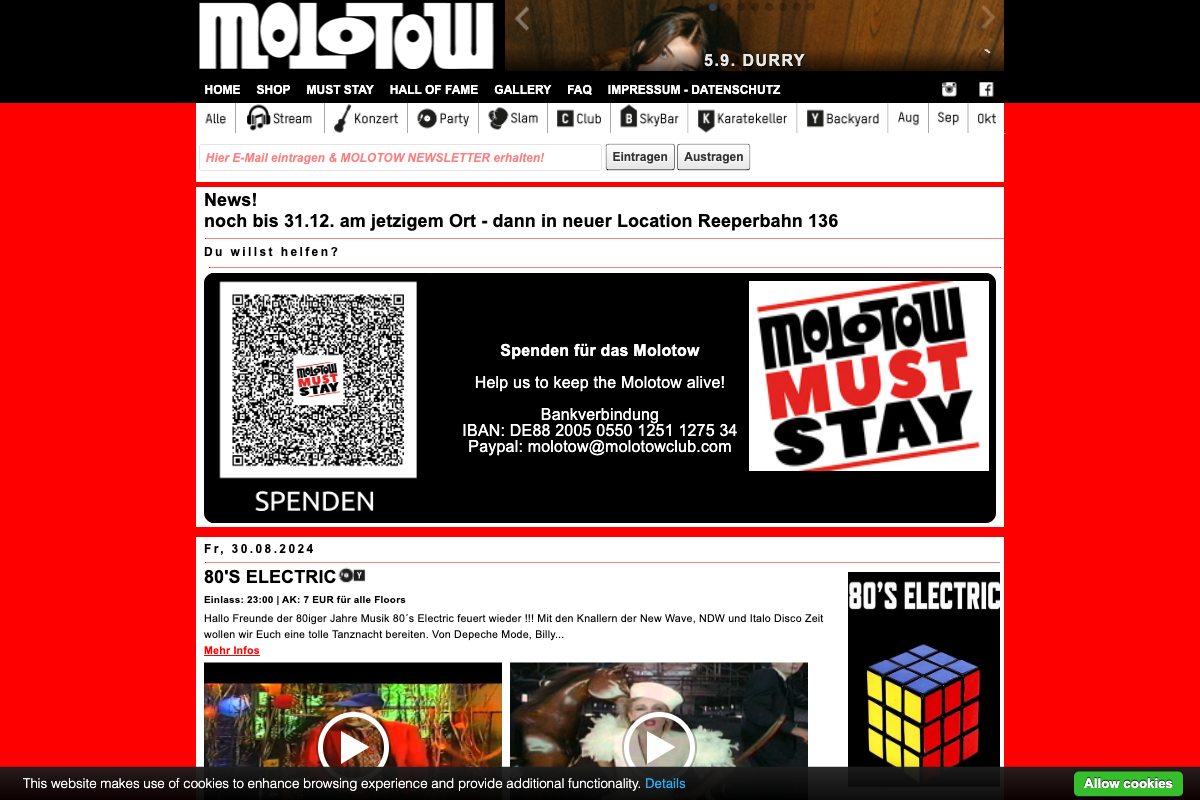 MOLOTOW
5.9. DURRY
HOME SHOP MUST STAY HALL OF FAME GALLERY FAQ IMPRESSUM - DATENSCHUTZ
Alle Stream Konzert Party Slam C Club B SkyBar K Karatekeller Y Backyard Aug Sep Okt
Hier E-Mail eintragen & MOLOTOW NEWSLETTER erhalten! Eintragen Austragen
News!
noch bis 31.12. am jetzigem Ort - dann in neuer Location Reeperbahn 136
Du willst helfen?
MOLOTOW
MUST
STAY
SPENDEN
Spenden für das Molotow
Help us to keep the Molotow alive!
Bankverbindung
IBAN: DE88 2005 0550 1251 1275 34
Paypal: molotow@molotowclub.com
MOLOTOW
MUST
STAY
Fr, 30.08.2024
80'S ELECTRIC Y
Einlass: 23:00 | AK: 7 EUR für alle Floors
Hallo Freunde der 80iger Jahre Musik 80´s Electric feuert wieder !!! Mit den Knallern der New Wave, NDW und Italo Disco Zeit
wollen wir Euch eine tolle Tanznacht bereiten. Von Depeche Mode, Billy...
Mehr Infos
80'S ELECTRIC
This website makes use of cookies to enhance browsing experience and provide additional functionality. Details Allow cookies